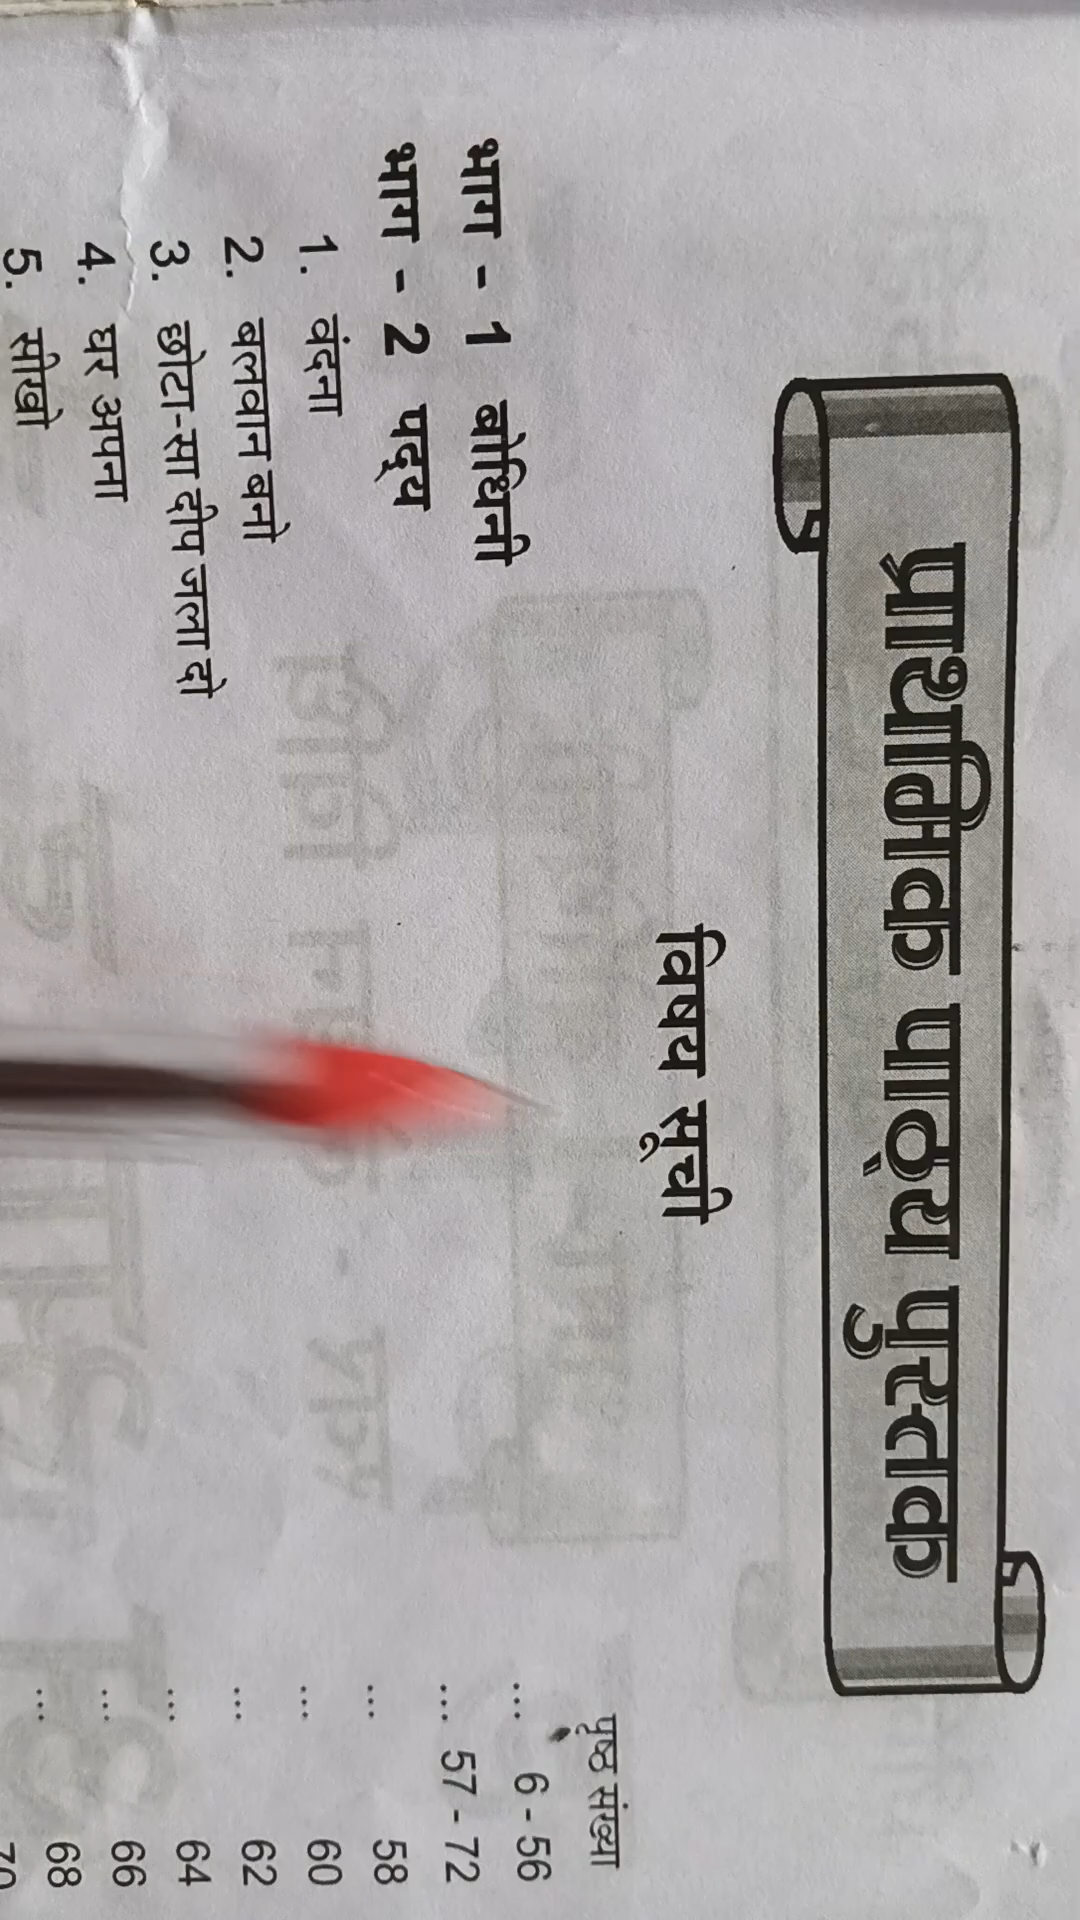 प्राथमिक पाठ्य पुस्तक
विषय सूची
पृष्ठ संख्या
भाग - 1 बोधिनी ... 6 - 56
भाग - 2 पद्‌य ... 57 - 72
1. वंदना ... 58
2. बलवान बनो ... 60
3. छोटा-सा दीप जला दो ... 62
4. घर अपना ... 64
5. सीखो ... 66
... 68